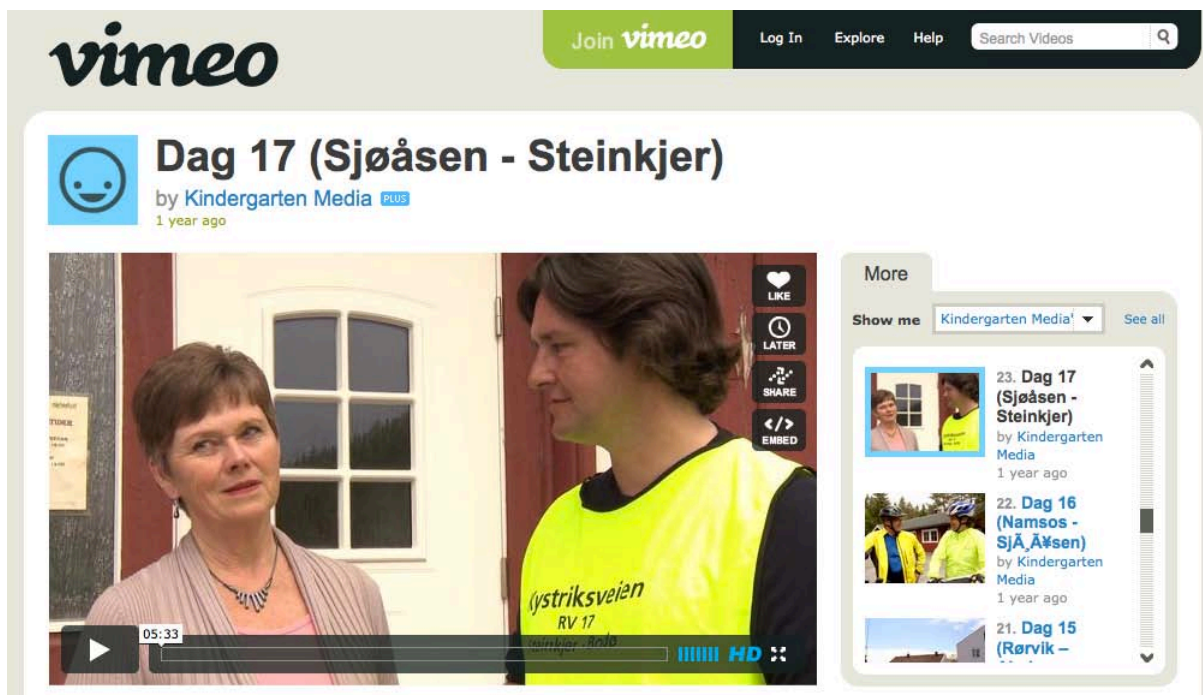 vimeo
Join vimeo
Log In
Explore
Help
Search Videos
Dag 17 (Sjøåsen - Steinkjer)
by Kindergarten Media PLUS
1 year ago
LIKE
LATER
SHARE
</>
EMBED
Kystriksveien
RV 17
Steinkjer - Bodø
05:33
HD
More
Show me
Kindergarten Media'
See all
23. Dag 17
(Sjøåsen -
Steinkjer)
by Kindergarten
Media
1 year ago
22. Dag 16
(Namsos -
SjÃ¸Ã¥sen)
by Kindergarten
Media
1 year ago
21. Dag 15
(Rørvik –